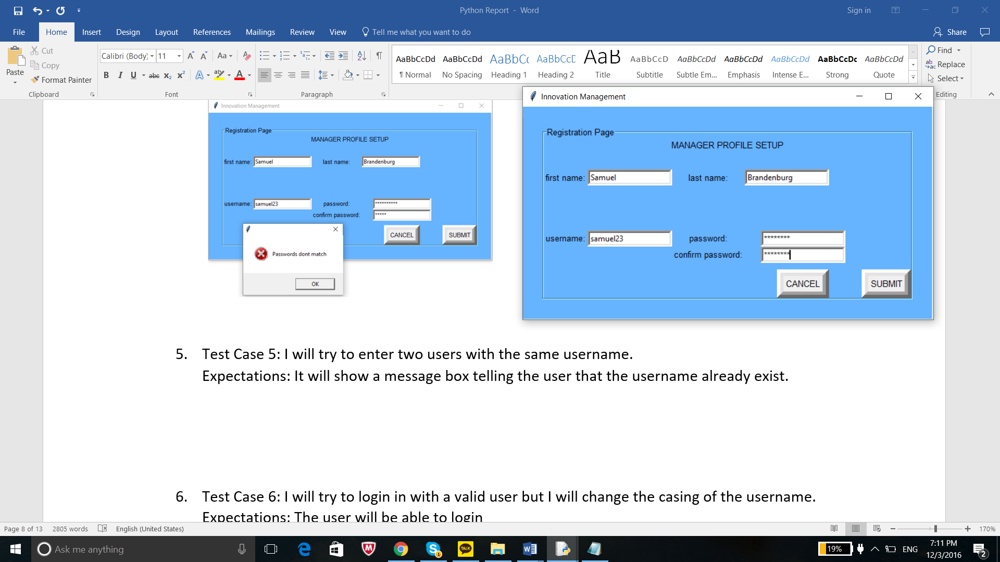 Python Report - Word
Sign in
File Home Insert Design Layout References Mailings Review View Tell me what you want to do
Share
Paste
Cut
Copy
Format Painter
Clipboard
Calibri (Body) 11
Font
Paragraph
AaBbCcDd AaBbCcDd AaBbCc AaBbCcD AaB AaBbCcD AaBbCcDd AaBbCcDd AaBbCcDd AaBbCcDc AaBbCcDd
¶ Normal No Spacing Heading 1 Heading 2 Title Subtitle Subtle Em... Emphasis Intense E... Strong Quote
Find
Replace
Select
Editing
Innovation Management
Registration Page
MANAGER PROFILE SETUP
first name: Samuel last name: Brandenburg
username: samuel23 password: **********
confirm password: *****
CANCEL SUBMIT
Passwords dont match
OK
Innovation Management
Registration Page
MANAGER PROFILE SETUP
first name: Samuel last name: Brandenburg
username: samuel23 password: ********
confirm password: ********
CANCEL SUBMIT
5. Test Case 5: I will try to enter two users with the same username.
Expectations: It will show a message box telling the user that the username already exist.
6. Test Case 6: I will try to login in with a valid user but I will change the casing of the username.
Expectations: The user will be able to login
Page 8 of 13 2805 words English (United States)
170%
Ask me anything
TALK
1
19%
ENG
7:11 PM
12/3/2016
2